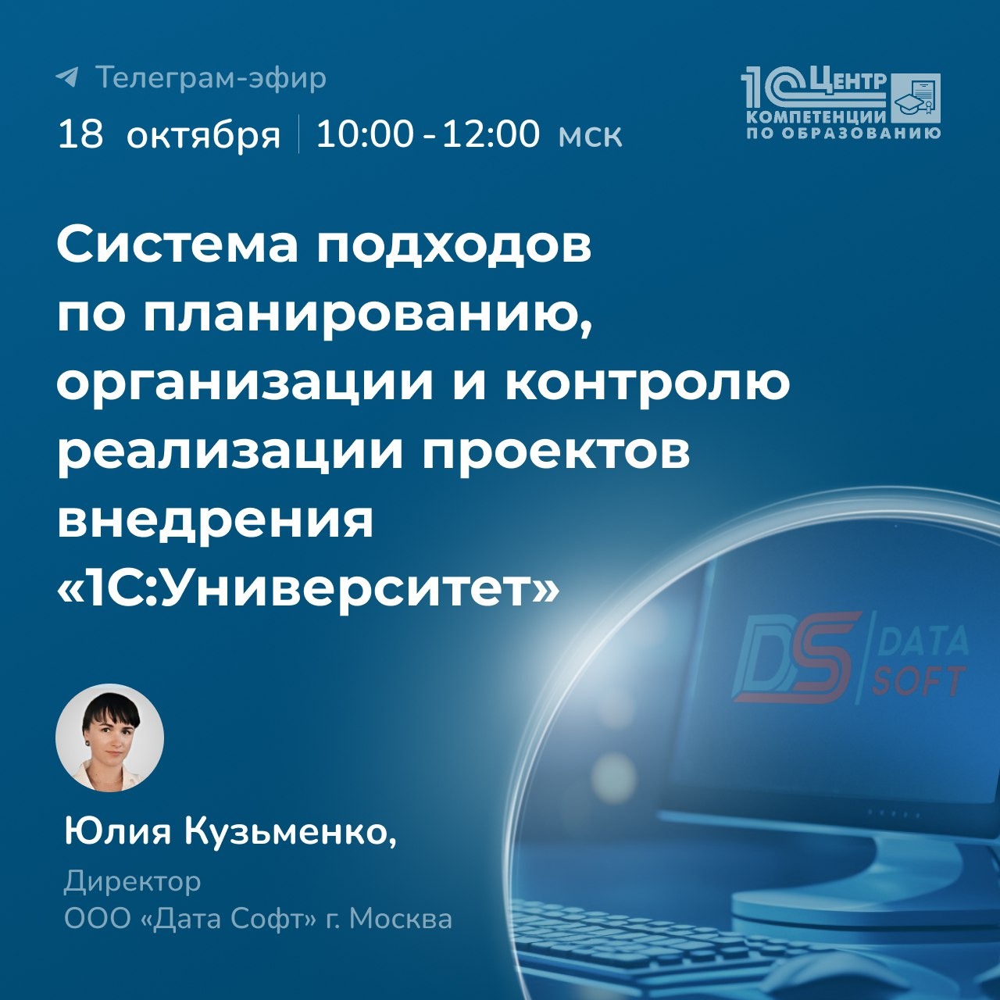 Телеграм-эфир
18 октября | 10:00 - 12:00 мск
1С ЦЕНТР
КОМПЕТЕНЦИИ
ПО ОБРАЗОВАНИЮ
Система подходов
по планированию,
организации и контролю
реализации проектов
внедрения
«1С:Университет»
DS DATA
SOFT
Юлия Кузьменко,
Директор
ООО «Дата Софт» г. Москва